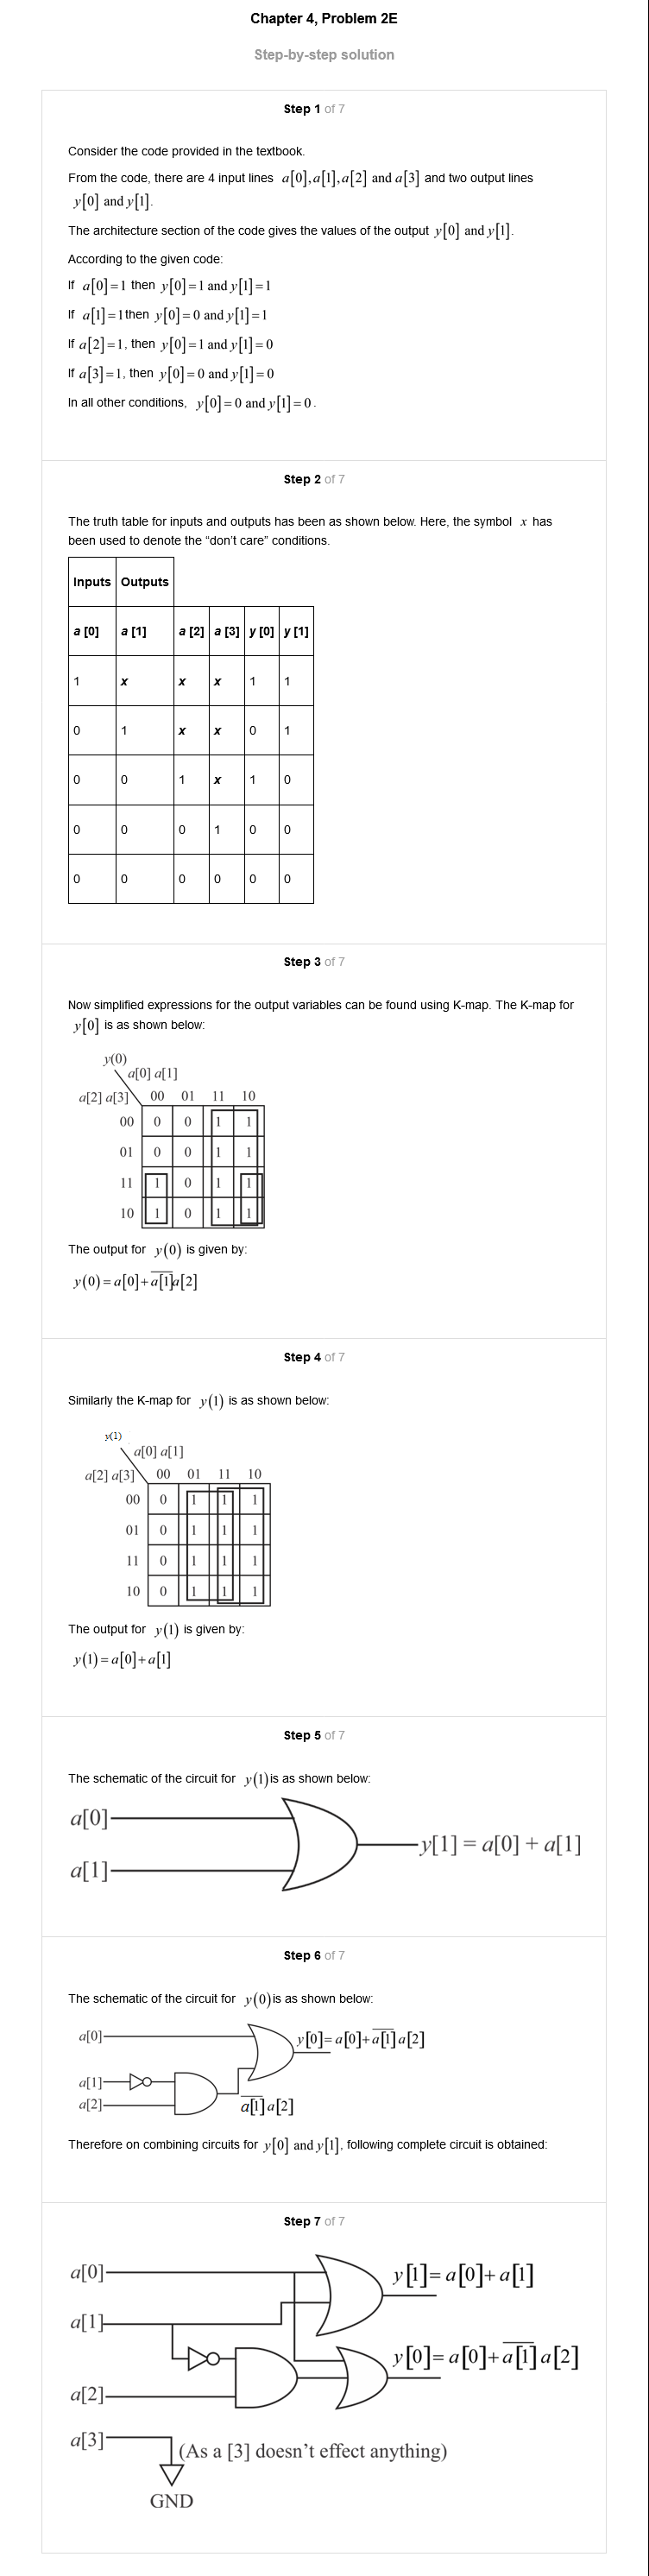 Chapter 4, Problem 2E
Step-by-step solution
Step 1 of 7
Consider the code provided in the textbook.
From the code, there are 4 input lines a[0],a[1],a[2] and a[3] and two output lines
y[0] and y[1].
The architecture section of the code gives the values of the output y[0] and y[1].
According to the given code:
If a[0]=1 then y[0]=1 and y[1]=1
If a[1]=1 then y[0]=0 and y[1]=1
If a[2]=1, then y[0]=1 and y[1]=0
If a[3]=1, then y[0]=0 and y[1]=0
In all other conditions, y[0]=0 and y[1]=0.
Step 2 of 7
The truth table for inputs and outputs has been as shown below. Here, the symbol x has
been used to denote the “don’t care” conditions.
Inputs Outputs
a [0] a [1] a [2] a [3] y [0] y [1]
1 x x x 1 1
0 1 x x 0 1
0 0 1 x 1 0
0 0 0 1 0 0
0 0 0 0 0 0
Step 3 of 7
Now simplified expressions for the output variables can be found using K-map. The K-map for
y[0] is as shown below:
y(0)
a[0] a[1]
a[2] a[3] 00 01 11 10
00 0 0 1 1
01 0 0 1 1
11 1 0 1 1
10 1 0 1 1
The output for y(0) is given by:
y(0)=a[0]+a̅[̅1̅]̅a[2]
Step 4 of 7
Similarly the K-map for y(1) is as shown below:
y(1)
a[0] a[1]
a[2] a[3] 00 01 11 10
00 0 1 1 1
01 0 1 1 1
11 0 1 1 1
10 0 1 1 1
The output for y(1) is given by:
y(1)=a[0]+a[1]
Step 5 of 7
The schematic of the circuit for y(1)is as shown below:
a[0]
y[1] = a[0] + a[1]
a[1]
Step 6 of 7
The schematic of the circuit for y(0)is as shown below:
a[0]
y[0]=a[0]+a̅[̅1̅]̅a[2]
a[1]
a[2]
a̅[̅1̅]̅a[2]
Therefore on combining circuits for y[0] and y[1], following complete circuit is obtained:
Step 7 of 7
a[0]
y[1]=a[0]+a[1]
a[1]
y[0]=a[0]+a̅[̅1̅]̅a[2]
a[2]
a[3]
(As a [3] doesn’t effect anything)
GND